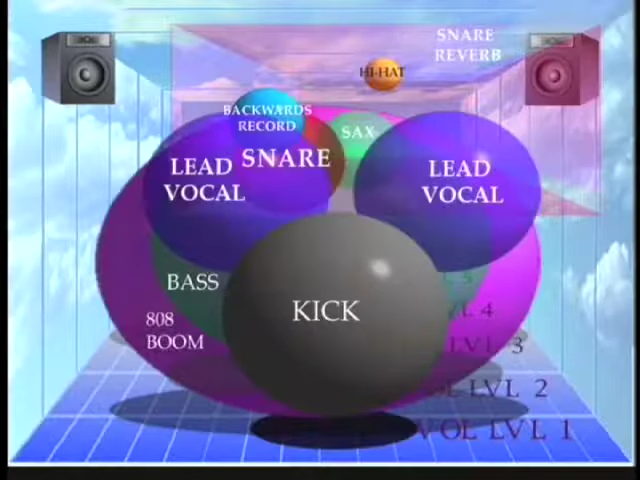 SNARE
REVERB
HI-HAT
BACKWARDS
RECORD
SAX
SNARE
LEAD
VOCAL
LEAD
VOCAL
BASS
KICK
808
BOOM
LVL 4
LVL 3
VOL LVL 2
VOL LVL 1